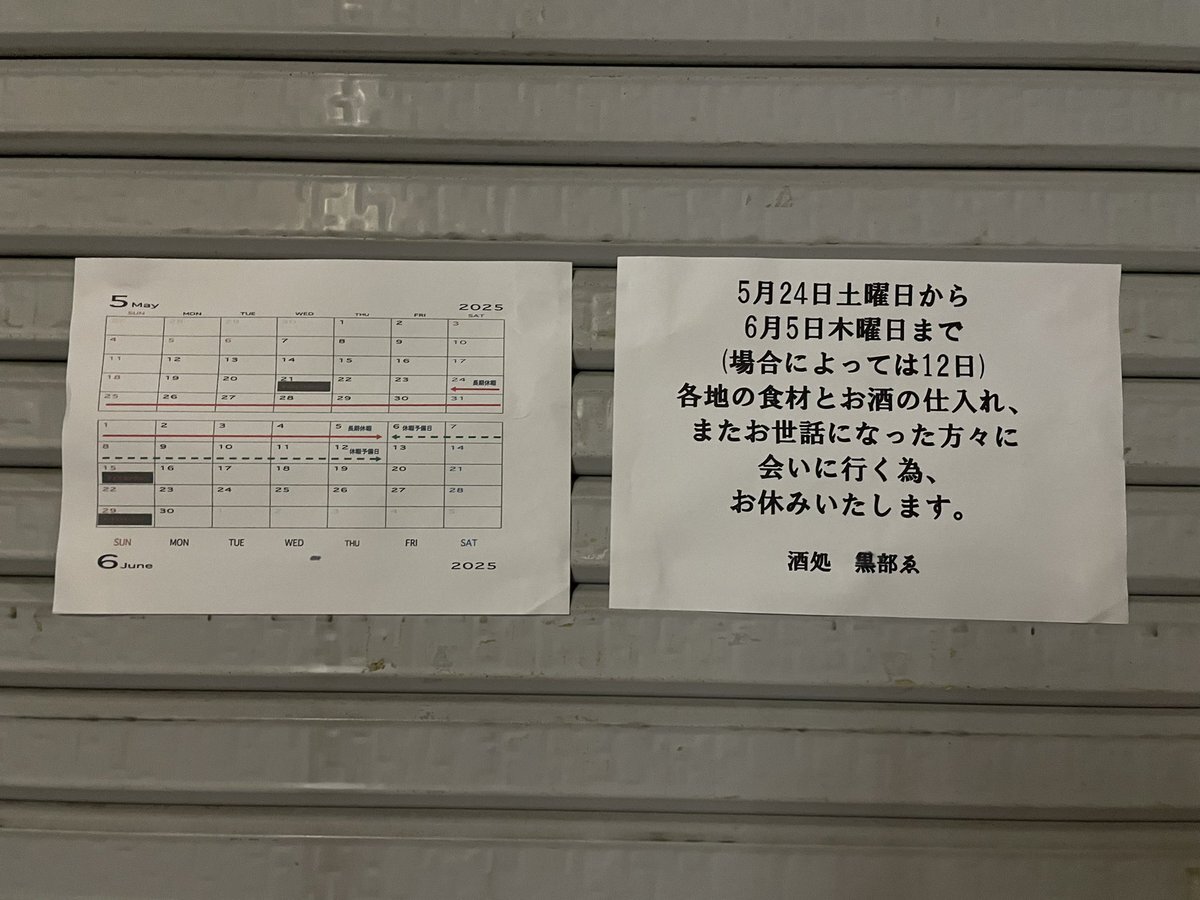 5 May 2025
SUN MON TUE WED THU FRI SAT
1 2 3
4 5 6 7 8 9 10
11 12 13 14 15 16 17
18 19 20 21 22 23 24 長期休暇
25 26 27 28 29 30 31
1 2 3 4 5 長期休暇 6 休暇予備日 7
8 9 10 11 12 休暇予備日 13 14
15 16 17 18 19 20 21
22 23 24 25 26 27 28
29 30
SUN MON TUE WED THU FRI SAT
6 June 2025
5月24日土曜日から
6月5日木曜日まで
(場合によっては12日)
各地の食材とお酒の仕入れ、
またお世話になった方々に
会いに行く為、
お休みいたします。
酒処 黒部ゑ